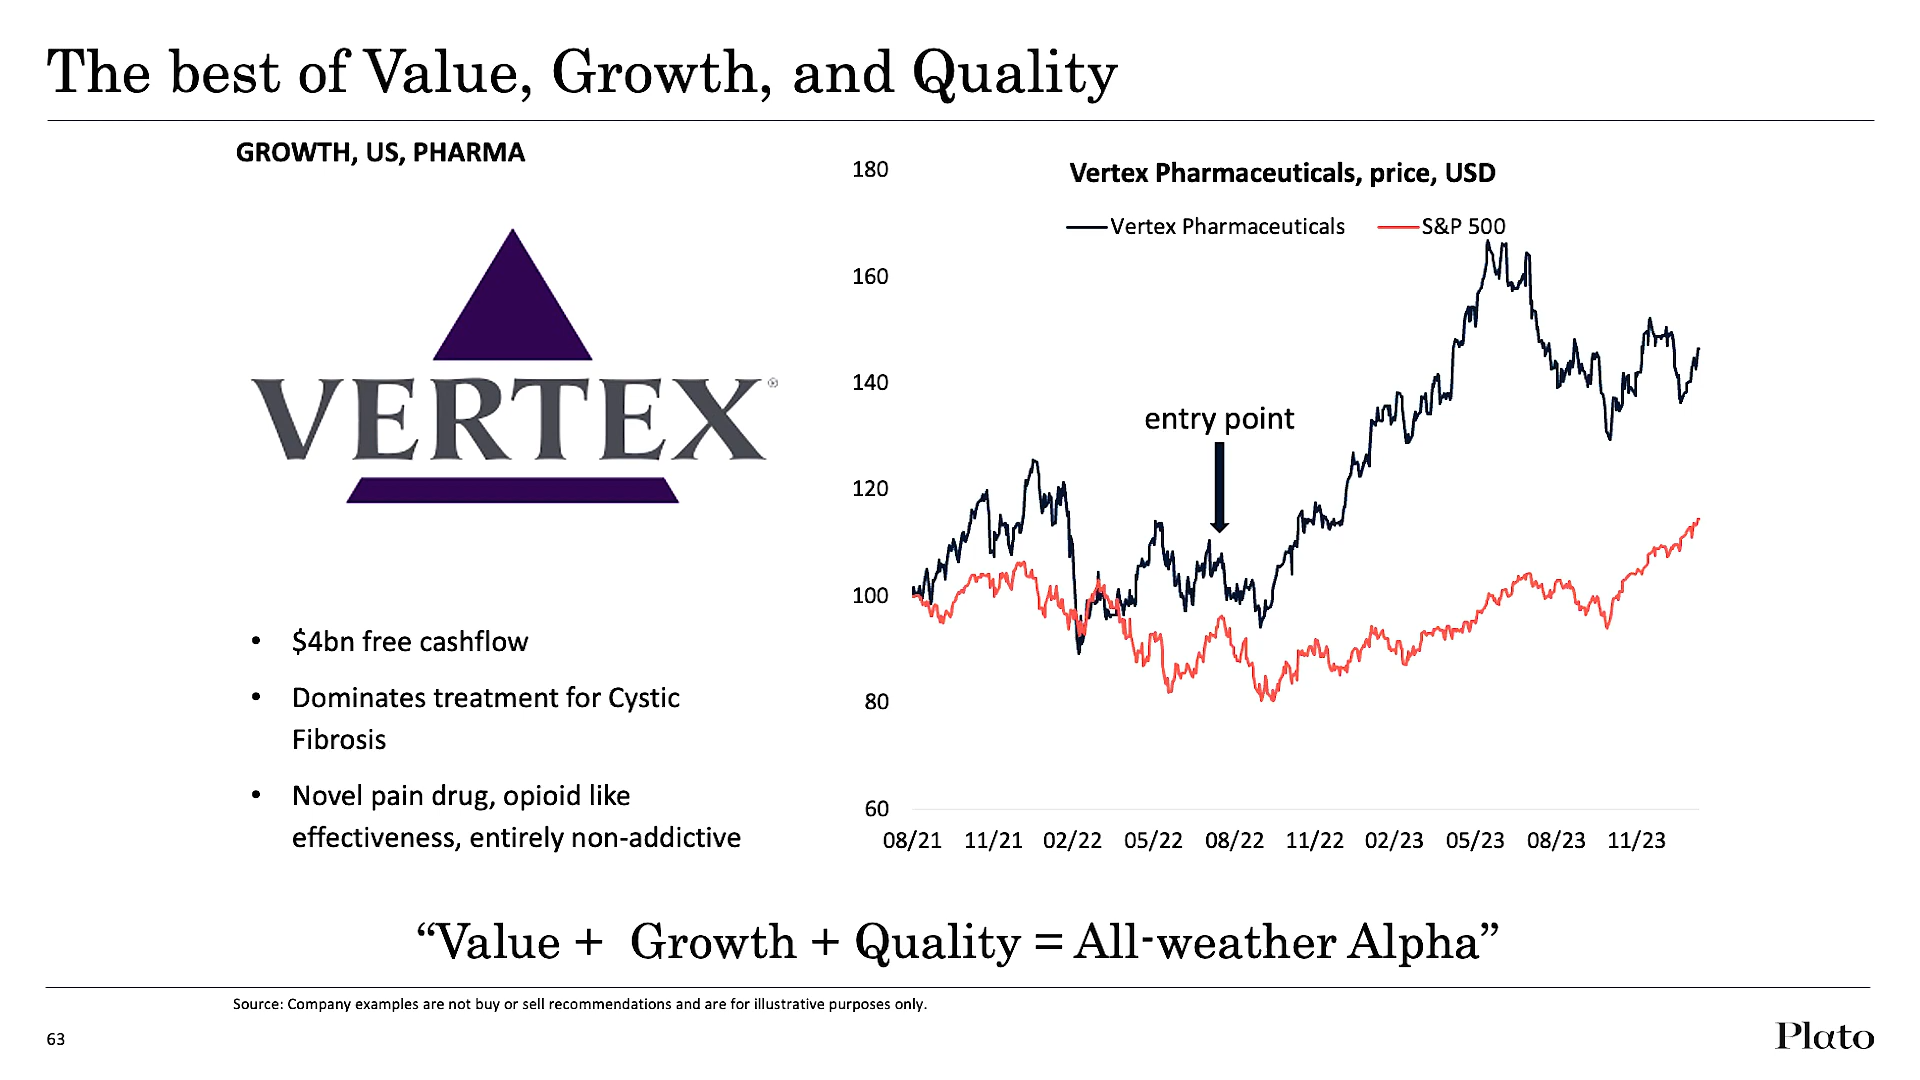 The best of Value, Growth, and Quality
GROWTH, US, PHARMA
VERTEX®
• $4bn free cashflow
• Dominates treatment for Cystic
Fibrosis
• Novel pain drug, opioid like
effectiveness, entirely non-addictive
Vertex Pharmaceuticals, price, USD
Vertex Pharmaceuticals S&P 500
180
160
140
120
100
80
60
entry point
08/21 11/21 02/22 05/22 08/22 11/22 02/23 05/23 08/23 11/23
“Value + Growth + Quality = All-weather Alpha”
Source: Company examples are not buy or sell recommendations and are for illustrative purposes only.
63
Plato